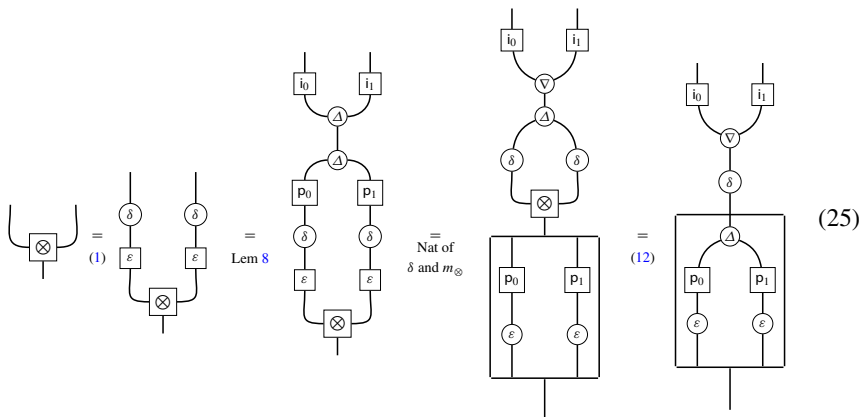 ⊗
=
(1)
δ δ
ε ε
⊗
=
Lem 8
i₀ i₁
Δ
Δ
p₀ p₁
δ δ
ε ε
⊗
=
Nat of
δ and m⊗
i₀ i₁
∇
Δ
δ δ
⊗
p₀ p₁
ε ε
=
(12)
i₀ i₁
∇
δ
Δ
p₀ p₁
ε ε
(25)